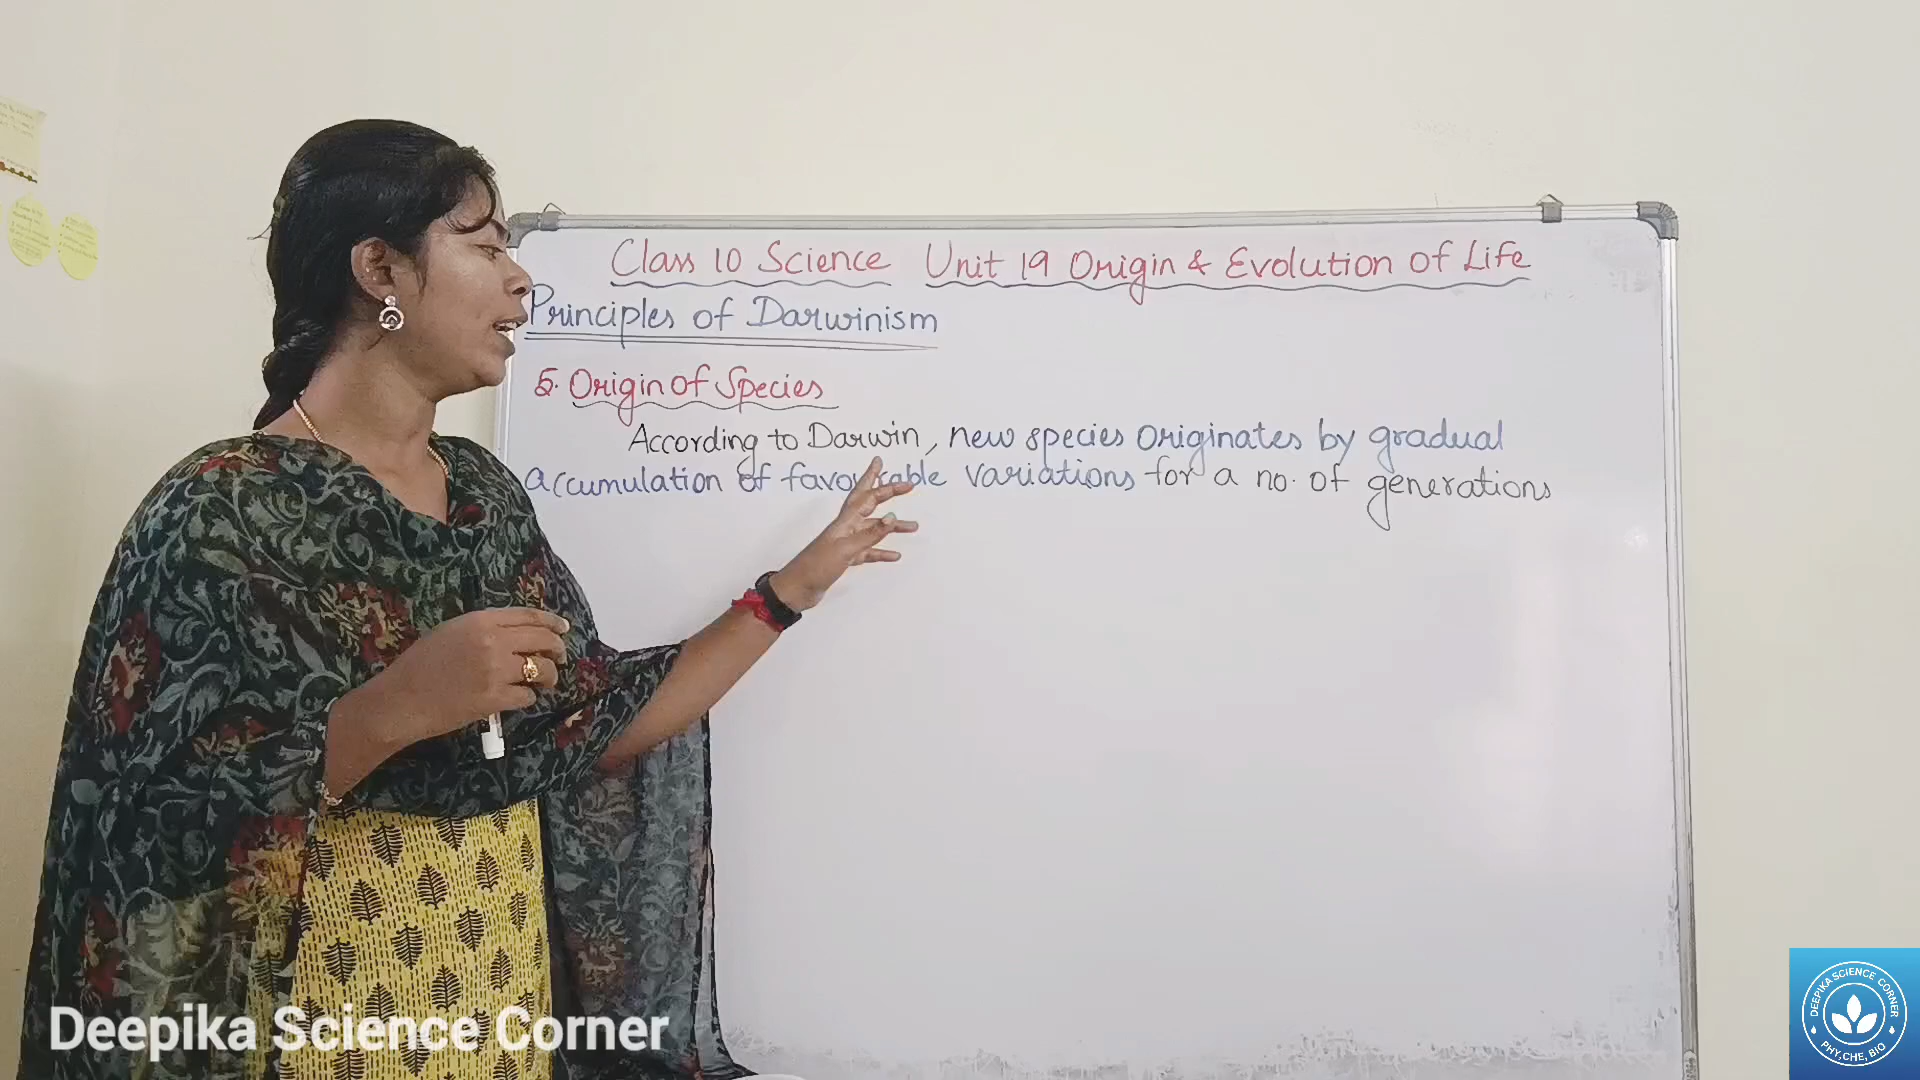 Class 10 Science Unit 19 Origin & Evolution of Life
Principles of Darwinism
5. Origin of Species
According to Darwin, new species originates by gradual
accumulation of favourable variations for a no. of generations
Deepika Science Corner
DEEPIKA SCIENCE CORNER
PHY, CHE, BIO